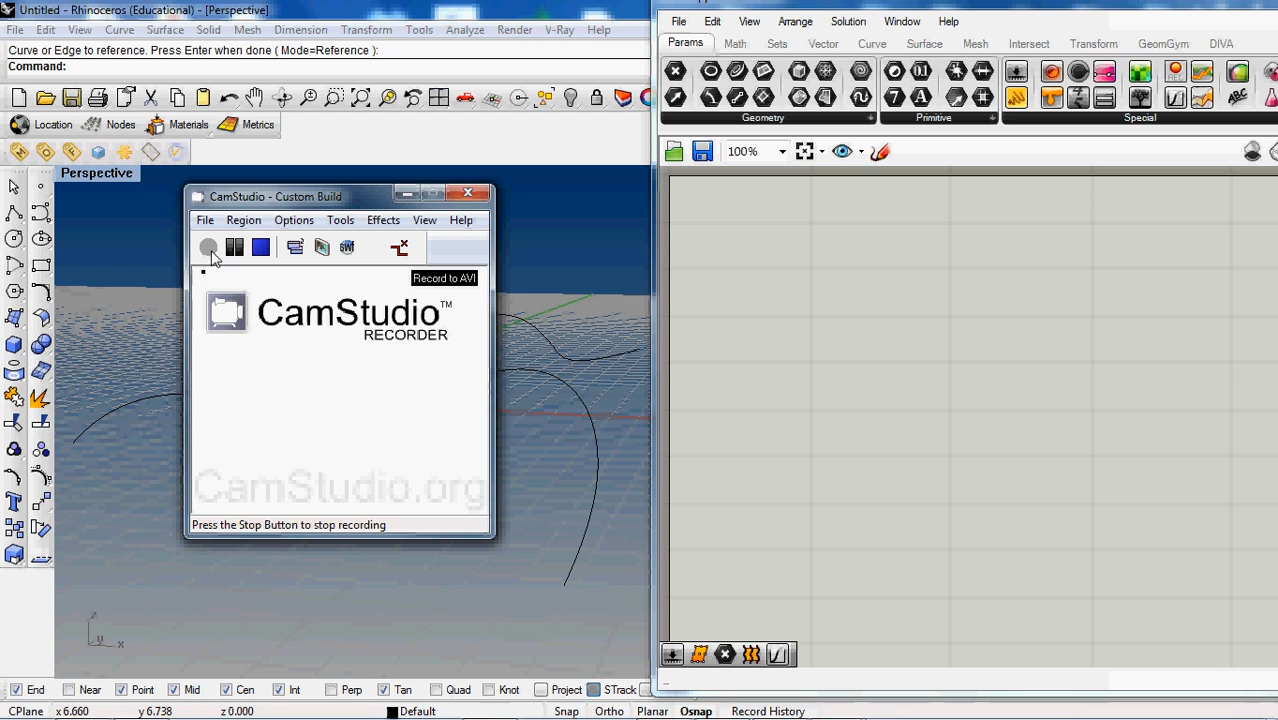 Untitled - Rhinoceros (Educational) - [Perspective]
File Edit View Curve Surface Solid Mesh Dimension Transform Tools Analyze Render V-Ray Help
Curve or Edge to reference. Press Enter when done ( Mode=Reference ):
Command:
Location Nodes Materials Metrics
Perspective
CamStudio - Custom Build
File Region Options Tools Effects View Help
SWF
Record to AVI
CamStudio™
RECORDER
CamStudio.org
Press the Stop Button to stop recording
z
y x
End Near Point Mid Cen Int Perp Tan Quad Knot Project STrack
CPlane x 6.660 y 6.738 z 0.000 Default Snap Ortho Planar Osnap Record History
File Edit View Arrange Solution Window Help
Params Math Sets Vector Curve Surface Mesh Intersect Transform GeomGym DIVA
Geometry Primitive Special
100%